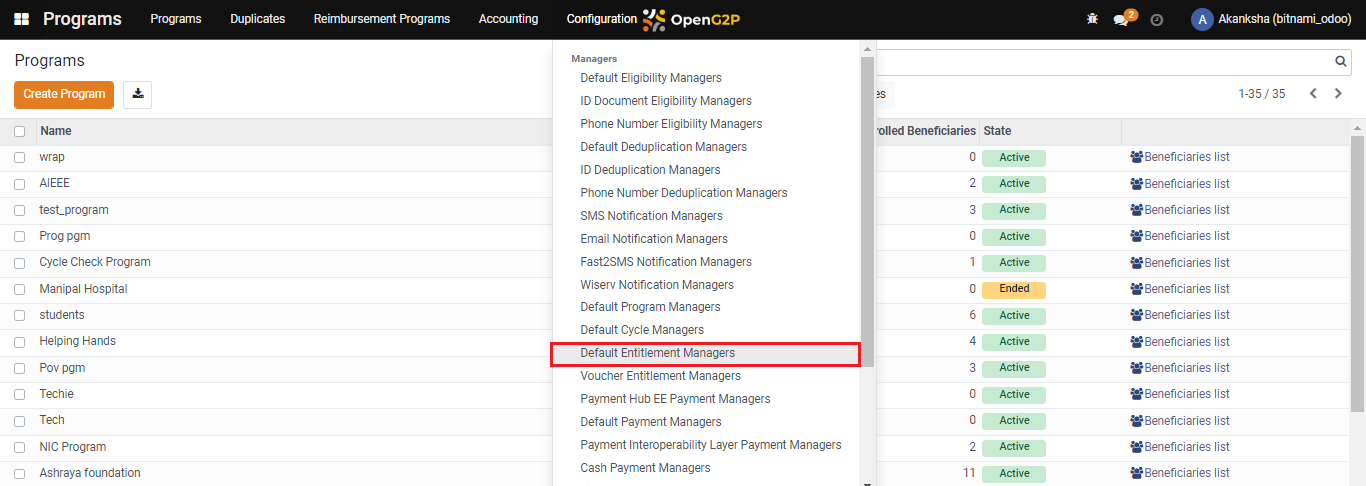 Programs Programs Duplicates Reimbursement Programs Accounting Configuration OpenG2P 2 A Akanksha (bitnami_odoo)
Programs
Create Program
es 1-35 / 35
Managers
Default Eligibility Managers
ID Document Eligibility Managers
Phone Number Eligibility Managers
Default Deduplication Managers
ID Deduplication Managers
Phone Number Deduplication Managers
SMS Notification Managers
Email Notification Managers
Fast2SMS Notification Managers
Wiserv Notification Managers
Default Program Managers
Default Cycle Managers
Default Entitlement Managers
Voucher Entitlement Managers
Payment Hub EE Payment Managers
Default Payment Managers
Payment Interoperability Layer Payment Managers
Cash Payment Managers
Name rolled Beneficiaries State
wrap 0 Active Beneficiaries list
AIEEE 2 Active Beneficiaries list
test_program 3 Active Beneficiaries list
Prog pgm 0 Active Beneficiaries list
Cycle Check Program 1 Active Beneficiaries list
Manipal Hospital 0 Ended Beneficiaries list
students 6 Active Beneficiaries list
Helping Hands 4 Active Beneficiaries list
Pov pgm 3 Active Beneficiaries list
Techie 0 Active Beneficiaries list
Tech 0 Active Beneficiaries list
NIC Program 2 Active Beneficiaries list
Ashraya foundation 11 Active Beneficiaries list